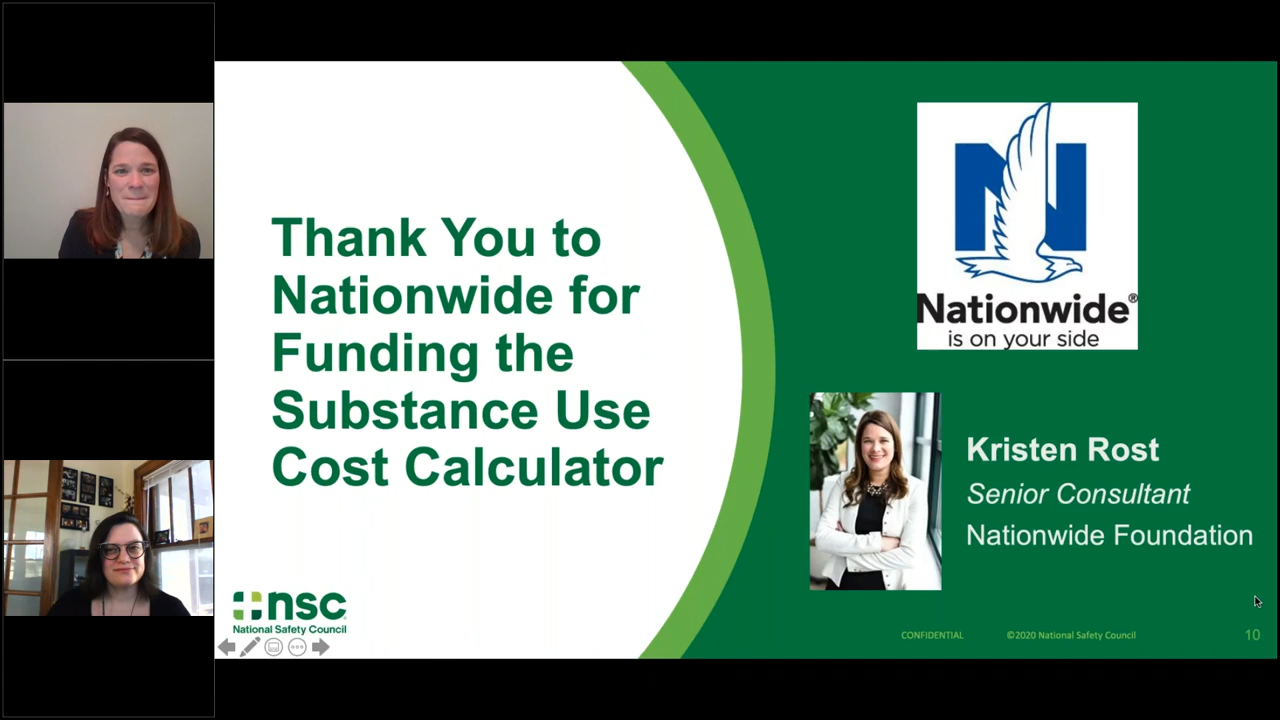 Thank You to
Nationwide for
Funding the
Substance Use
Cost Calculator
Nationwide®
is on your side
Kristen Rost
Senior Consultant
Nationwide Foundation
nsc
National Safety Council
CONFIDENTIAL
©2020 National Safety Council
10